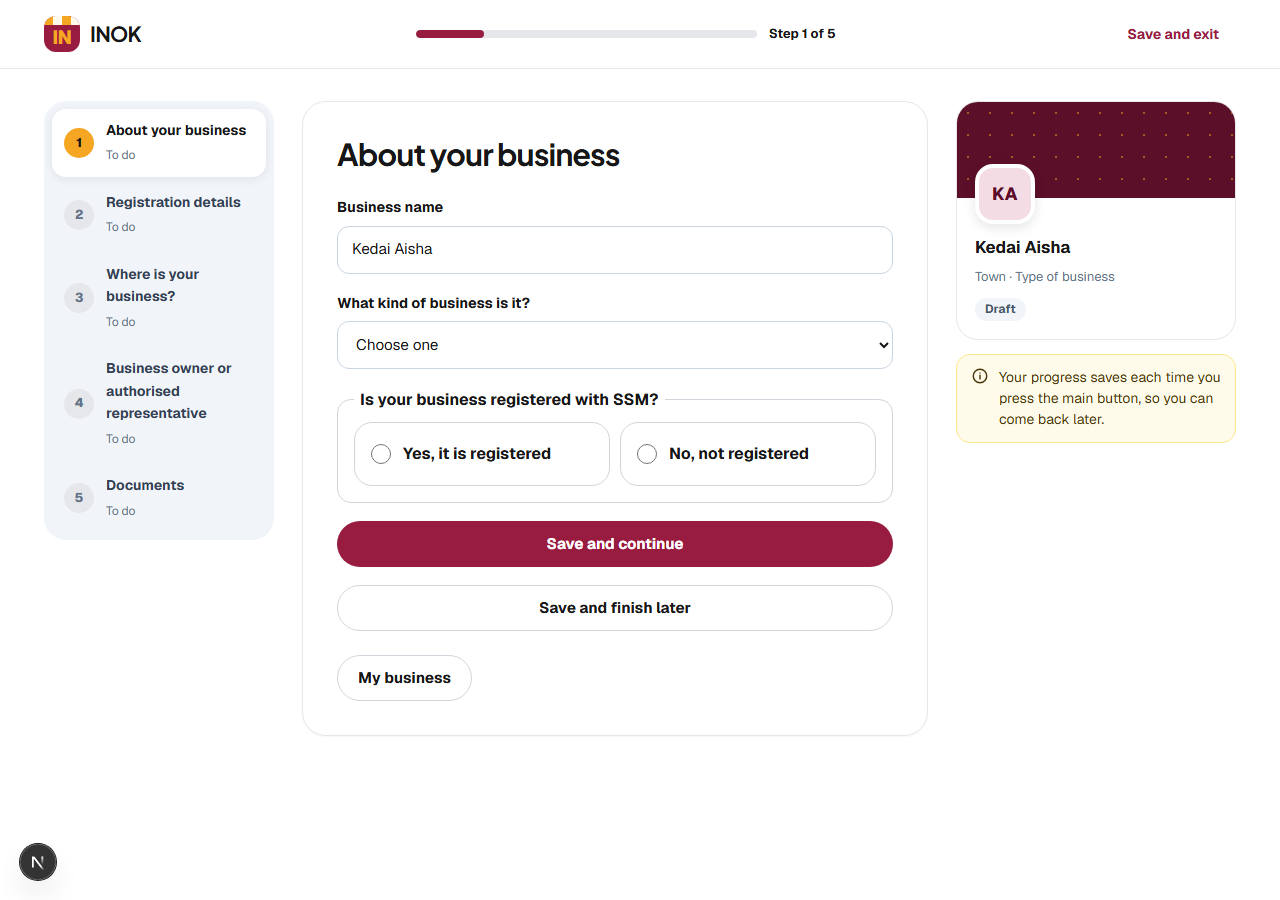 IN INOK
Step 1 of 5
Save and exit
1
About your business
To do
2
Registration details
To do
3
Where is your
business?
To do
4
Business owner or
authorised
representative
To do
5
Documents
To do
About your business
Business name
Kedai Aisha
What kind of business is it?
Choose one
Is your business registered with SSM?
Yes, it is registered
No, not registered
Save and continue
Save and finish later
My business
KA
Kedai Aisha
Town · Type of business
Draft
Your progress saves each time you
press the main button, so you can
come back later.
N